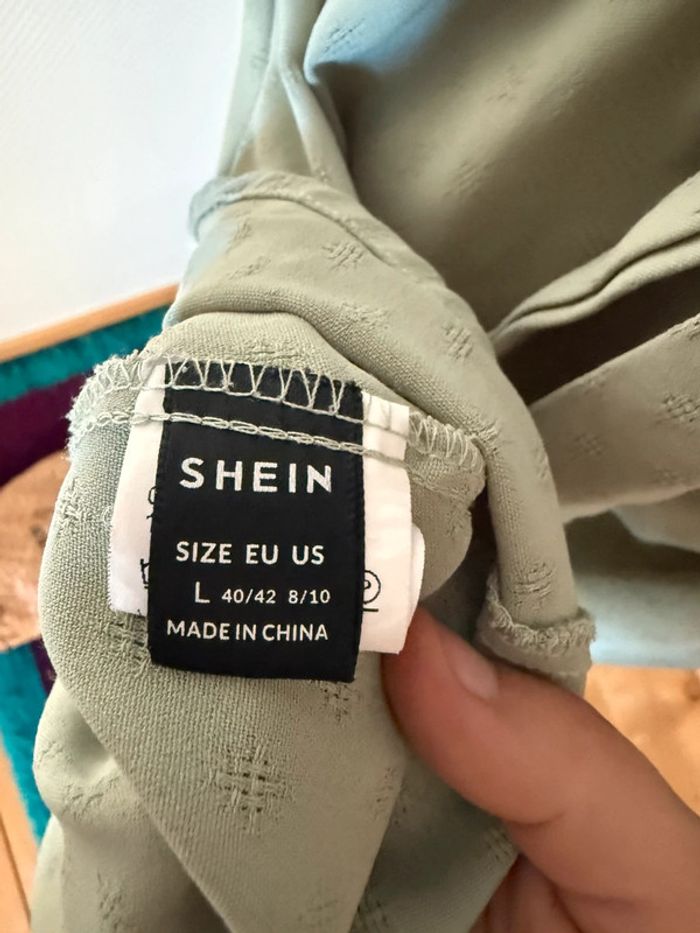 SHEIN
SIZE EU US
L 40/42 8/10
MADE IN CHINA